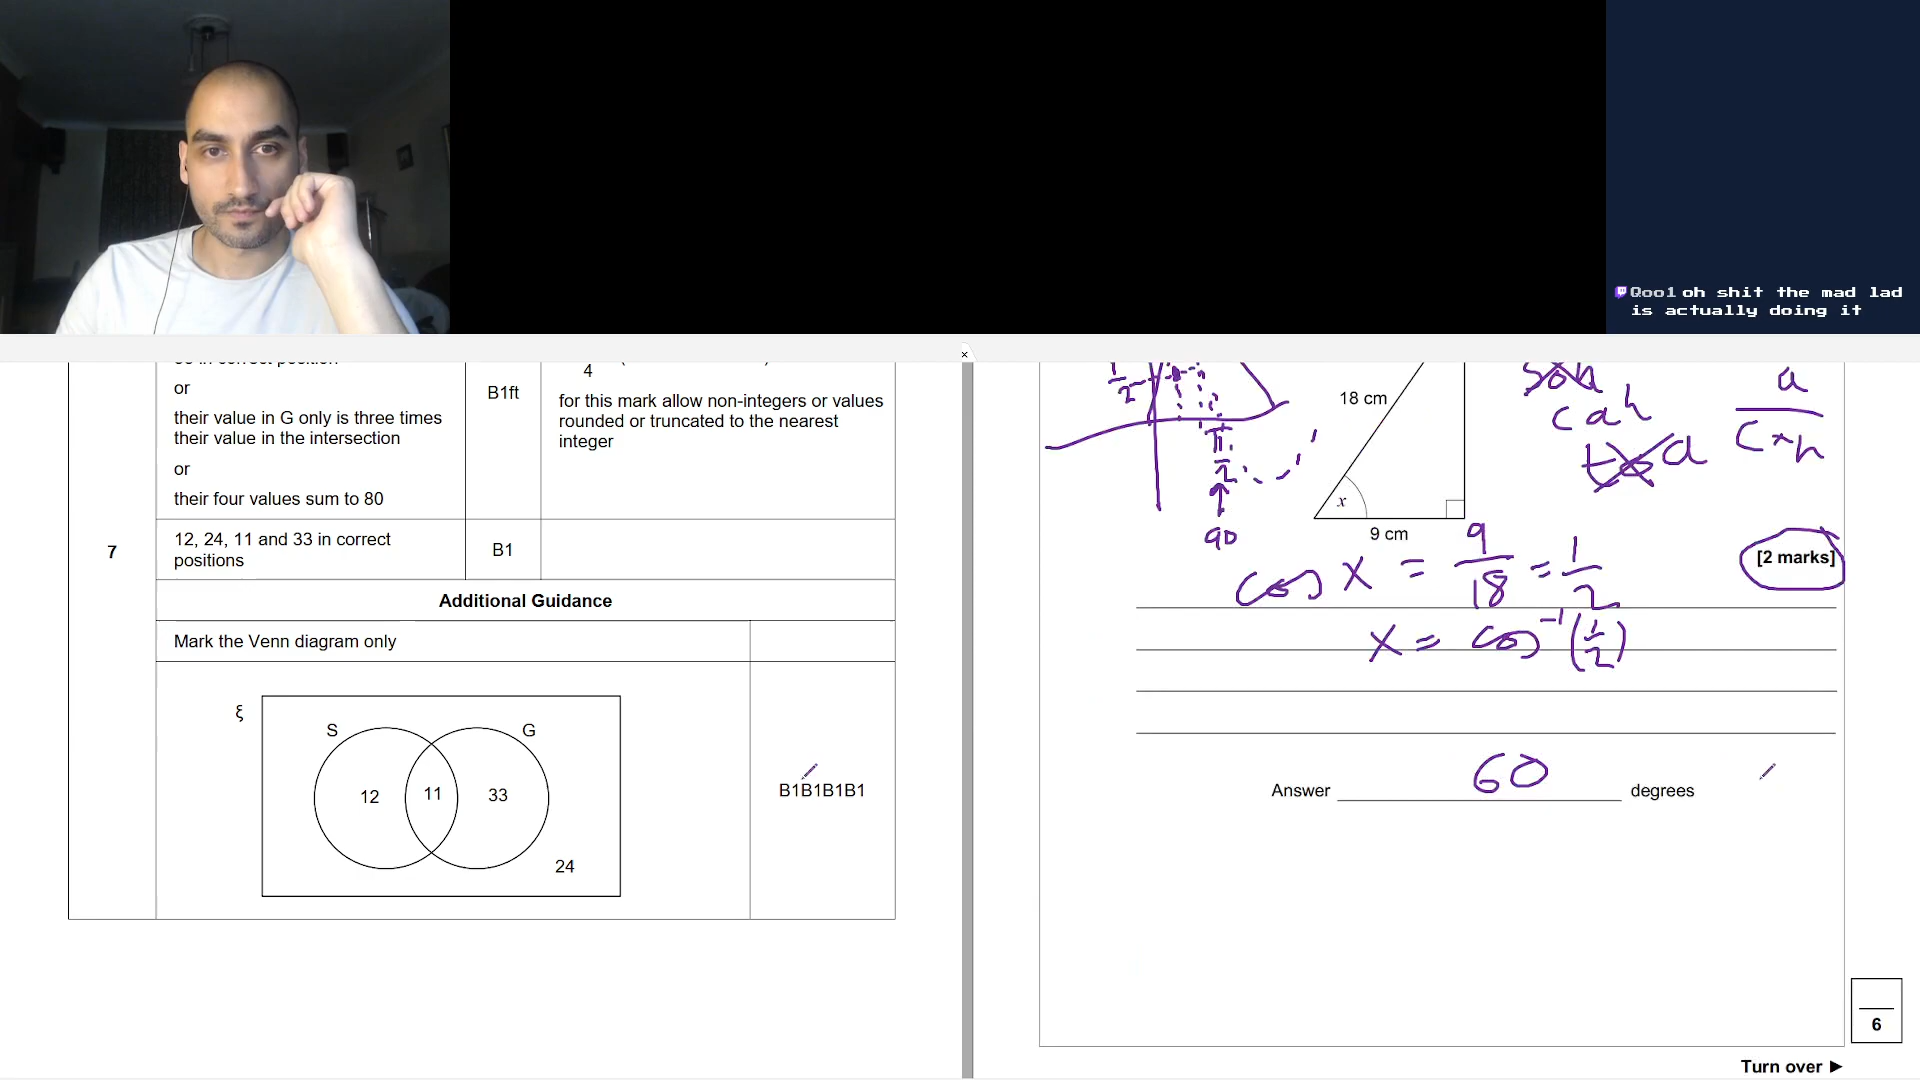 Qoo1 oh shit the mad lad
is actually doing it
or
their value in G only is three times
their value in the intersection
or
their four values sum to 80
B1ft
4
for this mark allow non-integers or values
rounded or truncated to the nearest
integer
7
12, 24, 11 and 33 in correct
positions
B1
Additional Guidance
Mark the Venn diagram only
ξ
S
G
12
11
33
24
B1B1B1B1
1/2
π/2
90
18 cm
x
9 cm
soh
cah
toa
a
c × h
[2 marks]
cos x = 9/18 = 1/2
x = cos⁻¹(1/2)
Answer 60 degrees
6
Turn over ►